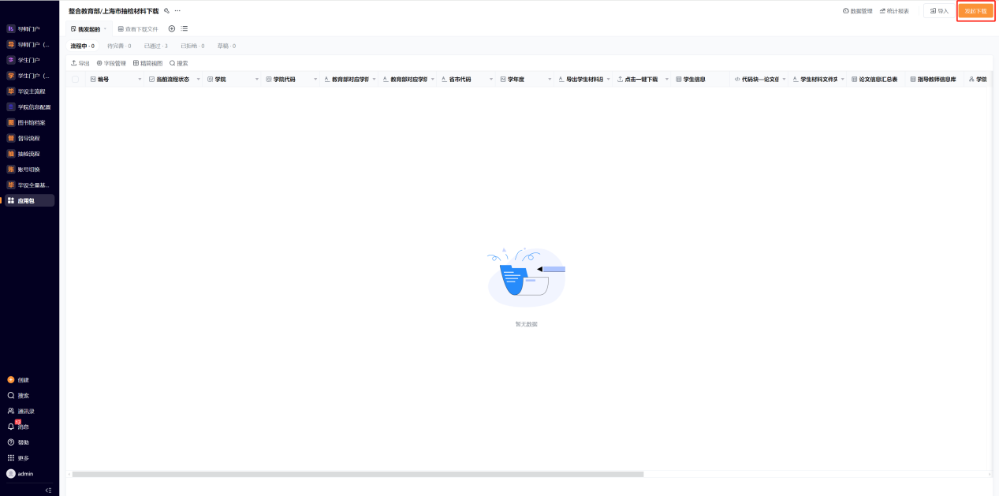 整合教育部/上海市抽检材料下载
数据管理 统计报表 导入 发起下载
我发起的 查看下载文件
流程中 · 0 待完善 · 0 已通过 · 3 已拒绝 · 0 草稿 · 0
导出 字段管理 精简视图 搜索
编号 当前流程状态 学院 学院代码 教育部对应学院 教育部对应学院 省市代码 学年度 导出学生材料 点击一键下载 学生信息 代码块—论文 学生材料文件夹 论文信息汇总表 指导教师信息库 学院
暂无数据
导师门户
导师门户（...
学生门户
学生门户（...
毕设主流程
学院信息配置
图书馆档案
督导流程
抽检流程
账号切换
毕设全量基...
应用包
创建
搜索
通讯录
消息
帮助
更多
admin